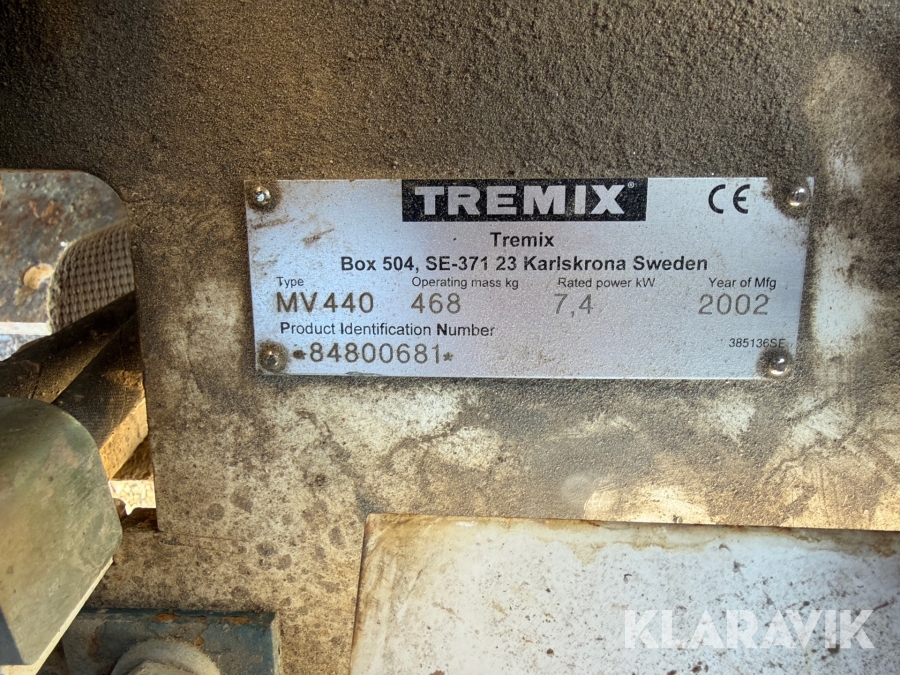 TREMIX® CE
Tremix
Box 504, SE-371 23 Karlskrona Sweden
Type Operating mass kg Rated power kW Year of Mfg
MV440 468 7,4 2002
Product Identification Number
*84800681*
385136SE
KLARAVIK